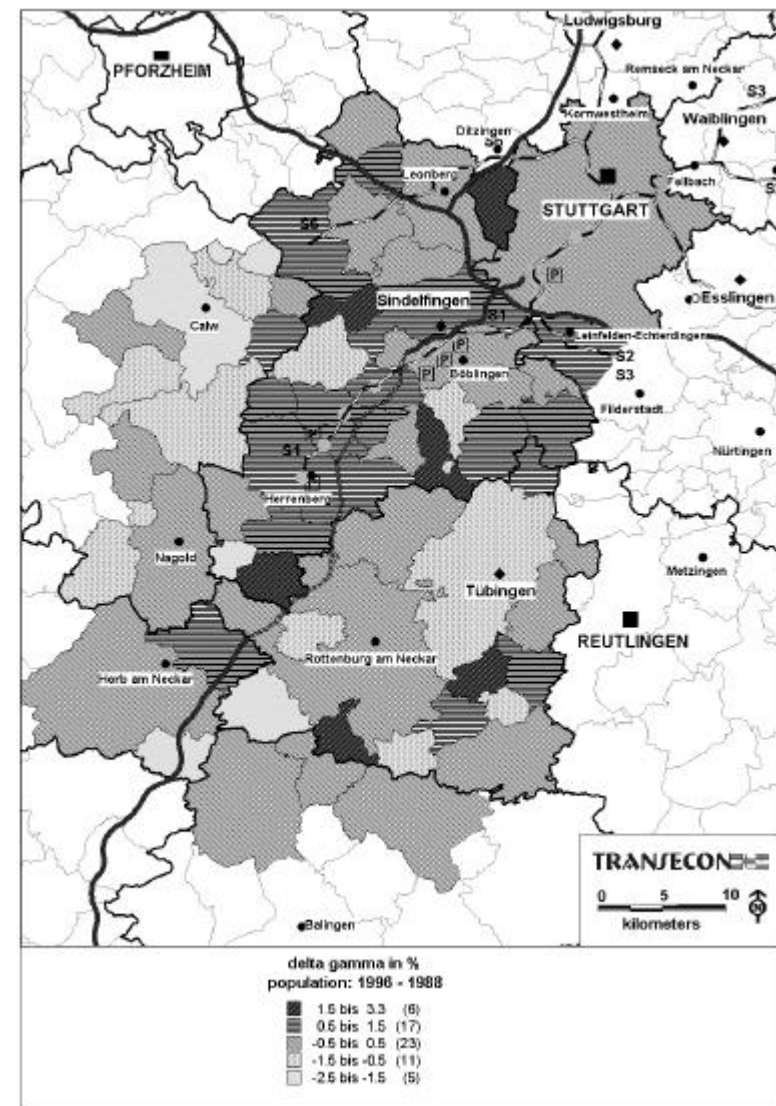 Ludwigsburg
PFORZHEIM
Remseck am Neckar
S3
Kornwestheim
Waiblingen
Ditzingen
Leonberg
Fellbach
STUTTGART
S6
P
Sindelfingen
Esslingen
S1
Calw
Leinfelden-Echterdingen
P
P
Böblingen
S2
P
S3
Filderstadt
Nürtingen
S1
Herrenberg
Nagold
Metzingen
Tübingen
REUTLINGEN
Rottenburg am Neckar
Horb am Neckar
TRANSECON
0 5 10
kilometers
Balingen
delta gamma in %
population: 1996 - 1988
1.5 bis 3.3 (6)
0.5 bis 1.5 (17)
-0.5 bis 0.5 (23)
-1.5 bis -0.5 (11)
-2.5 bis -1.5 (5)